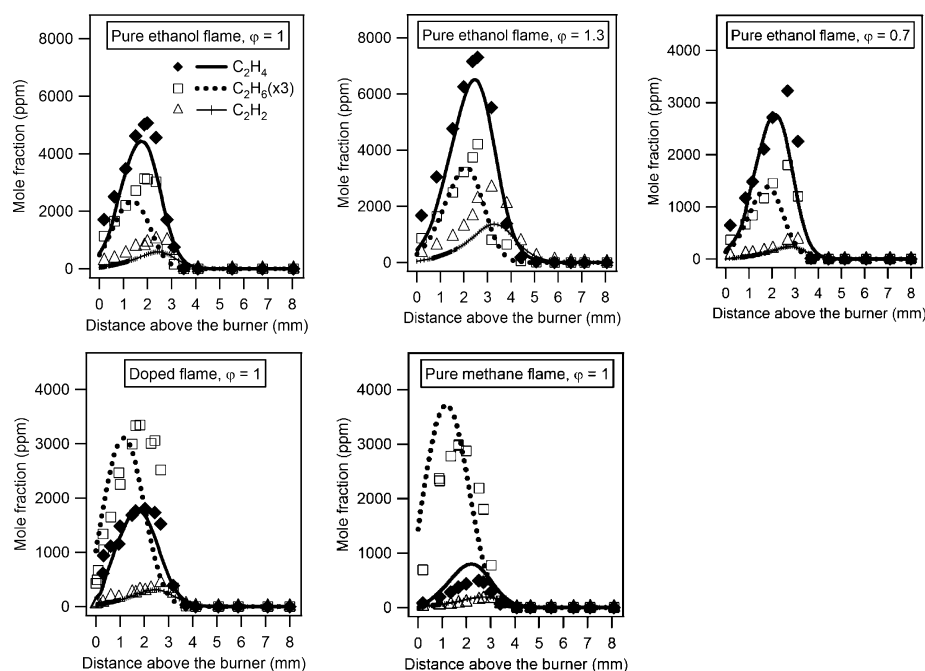 Pure ethanol flame, φ = 1
C₂H₄
C₂H₆(x3)
C₂H₂
Mole fraction (ppm)
8000
6000
4000
2000
0
0 1 2 3 4 5 6 7 8
Distance above the burner (mm)
Pure ethanol flame, φ = 1.3
Mole fraction (ppm)
8000
6000
4000
2000
0
0 1 2 3 4 5 6 7 8
Distance above the burner (mm)
Pure ethanol flame, φ = 0.7
Mole fraction (ppm)
4000
3000
2000
1000
0
0 1 2 3 4 5 6 7 8
Distance above the burner (mm)
Doped flame, φ = 1
Mole fraction (ppm)
4000
3000
2000
1000
0
0 1 2 3 4 5 6 7 8
Distance above the burner (mm)
Pure methane flame, φ = 1
Mole fraction (ppm)
4000
3000
2000
1000
0
0 1 2 3 4 5 6 7 8
Distance above the burner (mm)